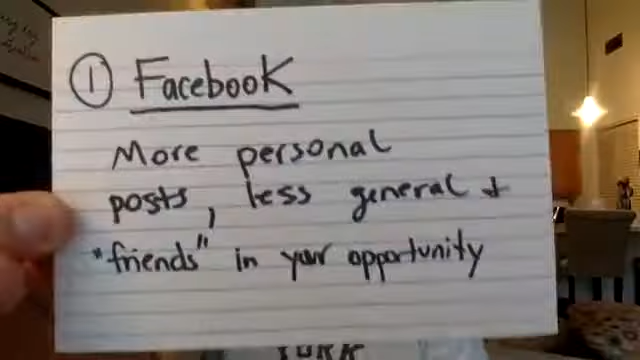 ① Facebook
More personal
posts, less general &
"friends" in your opportunity